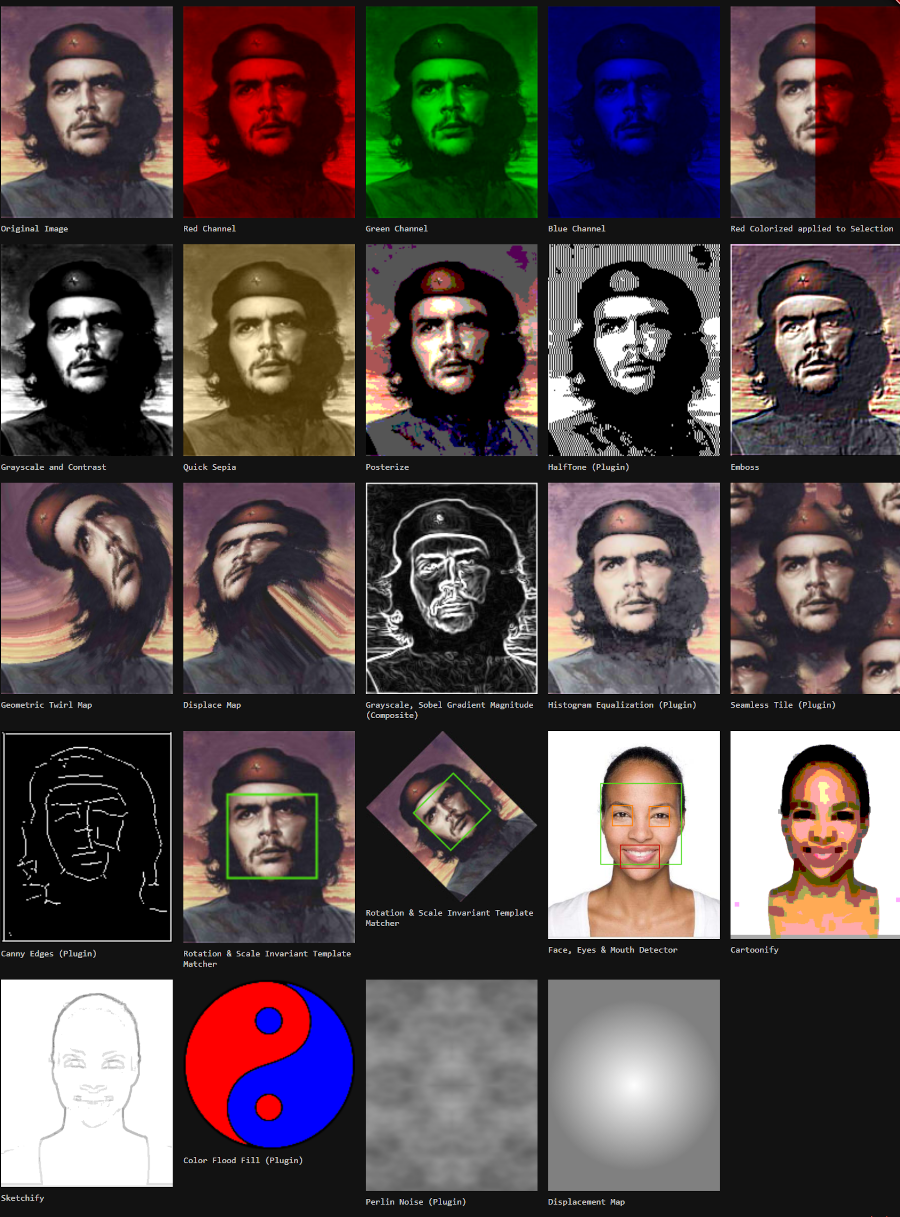 Original Image
Red Channel
Green Channel
Blue Channel
Red Colorized applied to Selection
Grayscale and Contrast
Quick Sepia
Posterize
HalfTone (Plugin)
Emboss
Geometric Twirl Map
Displace Map
Grayscale, Sobel Gradient Magnitude
(Composite)
Histogram Equalization (Plugin)
Seamless Tile (Plugin)
Canny Edges (Plugin)
Rotation & Scale Invariant Template
Matcher
Rotation & Scale Invariant Template
Matcher
Face, Eyes & Mouth Detector
Cartoonify
Sketchify
Color Flood Fill (Plugin)
Perlin Noise (Plugin)
Displacement Map